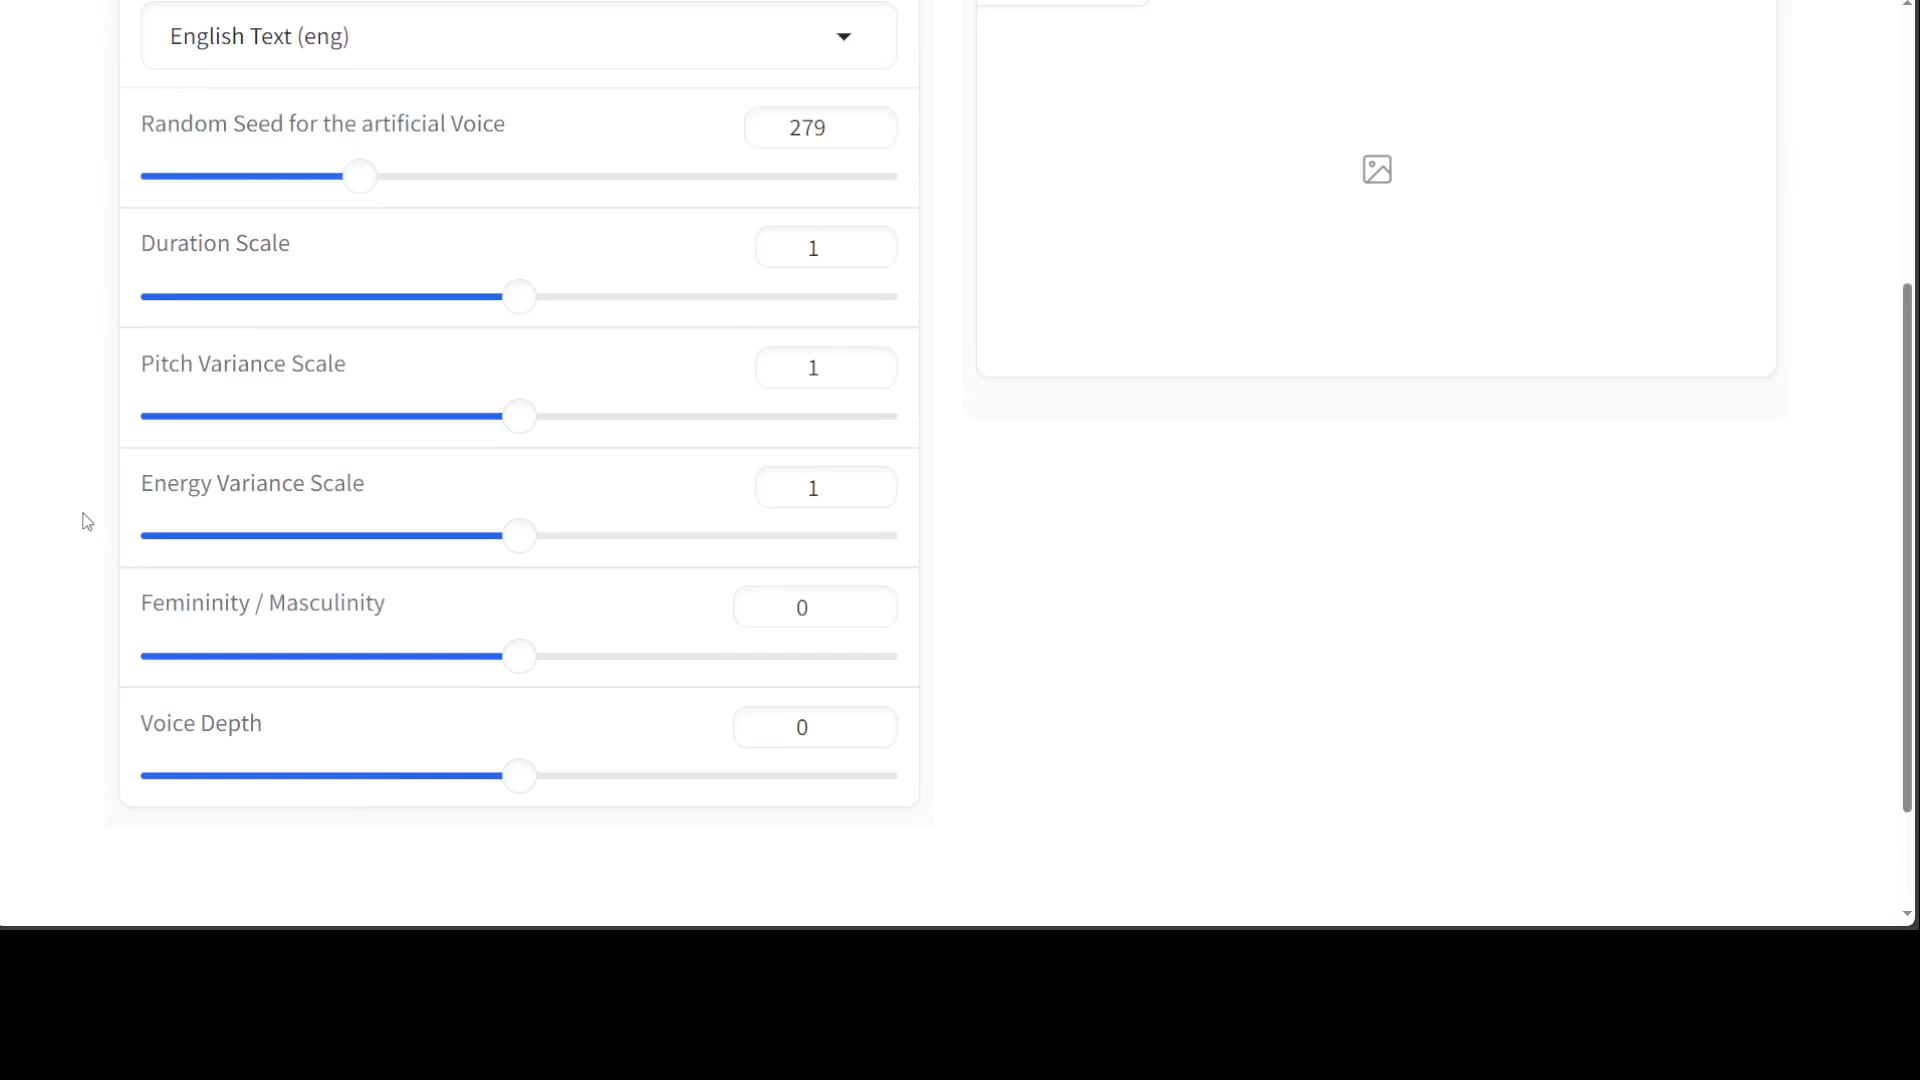 English Text (eng)
Random Seed for the artificial Voice
279
Duration Scale
1
Pitch Variance Scale
1
Energy Variance Scale
1
Femininity / Masculinity
0
Voice Depth
0